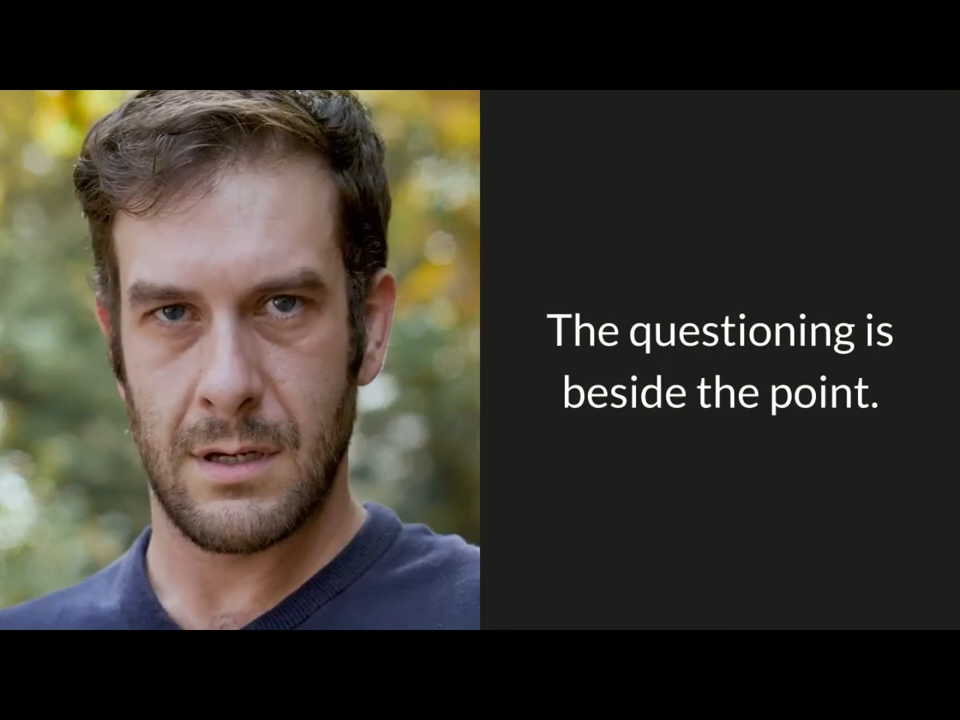 The questioning is
beside the point.